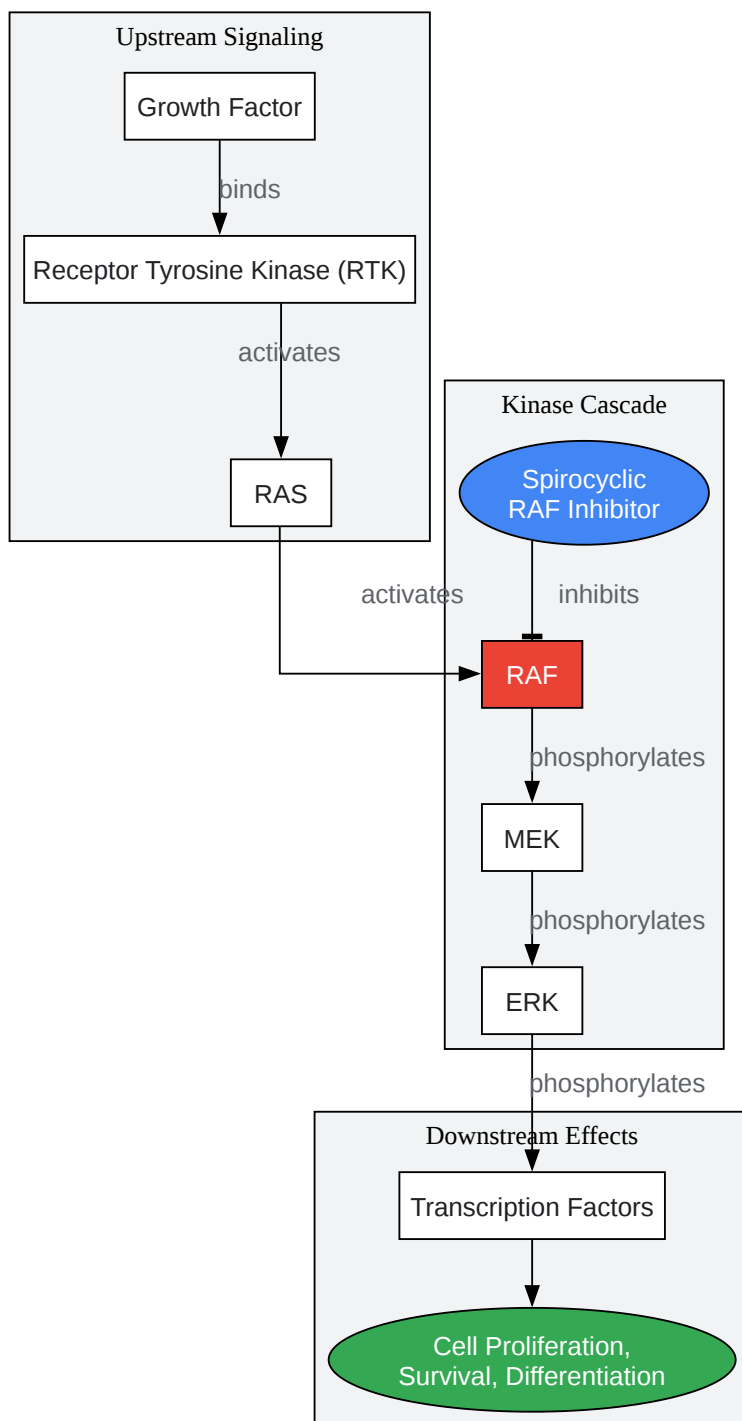 Upstream Signaling
Growth Factor
binds
Receptor Tyrosine Kinase (RTK)
activates
RAS
Kinase Cascade
Spirocyclic
RAF Inhibitor
activates
inhibits
RAF
phosphorylates
MEK
phosphorylates
ERK
phosphorylates
Downstream Effects
Transcription Factors
Cell Proliferation,
Survival, Differentiation